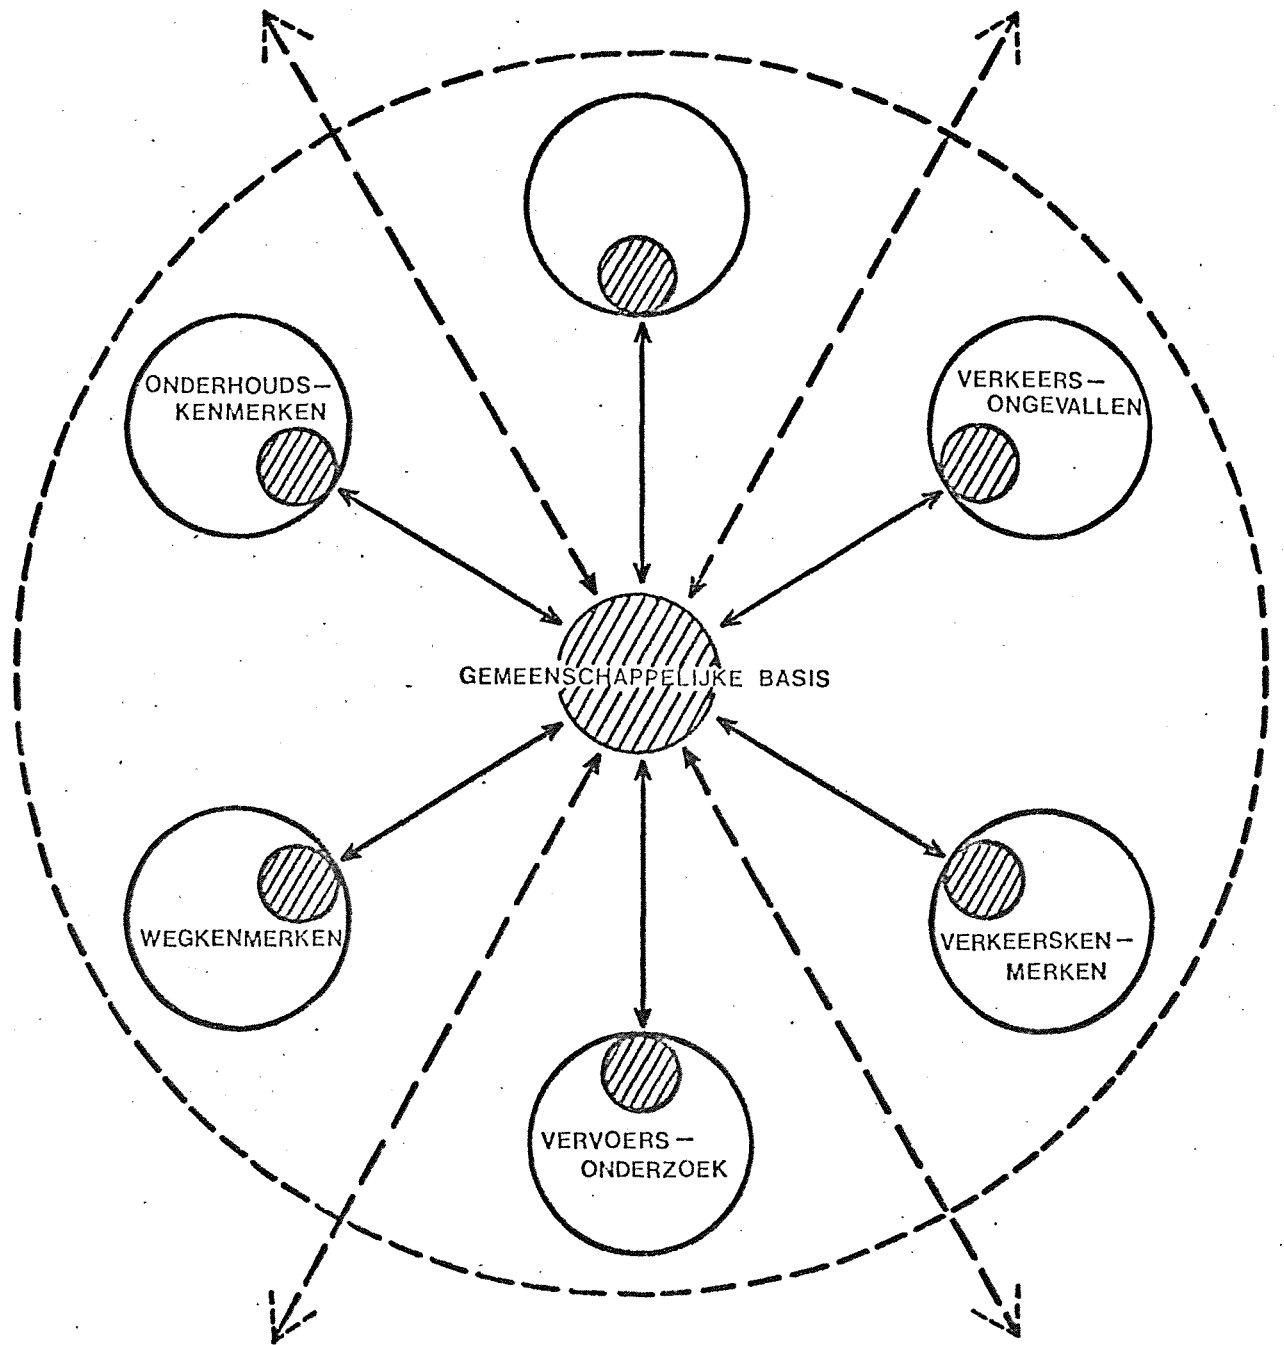 ONDERHOUDS—
KENMERKEN
VERKEERS—
ONGEVALLEN
GEMEENSCHAPPELIJKE BASIS
WEGKENMERKEN
VERKEERSKEN—
MERKEN
VERVOERS—
ONDERZOEK